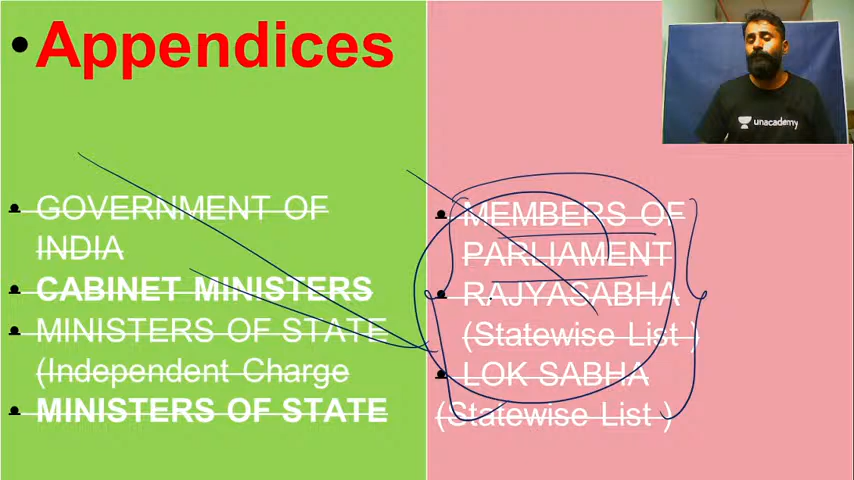 •Appendices
• GOVERNMENT OF
INDIA
• CABINET MINISTERS
• MINISTERS OF STATE
(Independent Charge
• MINISTERS OF STATE
• MEMBERS OF
PARLIAMENT
• RAJYASABHA
(Statewise List )
• LOK SABHA
(Statewise List )
unacademy